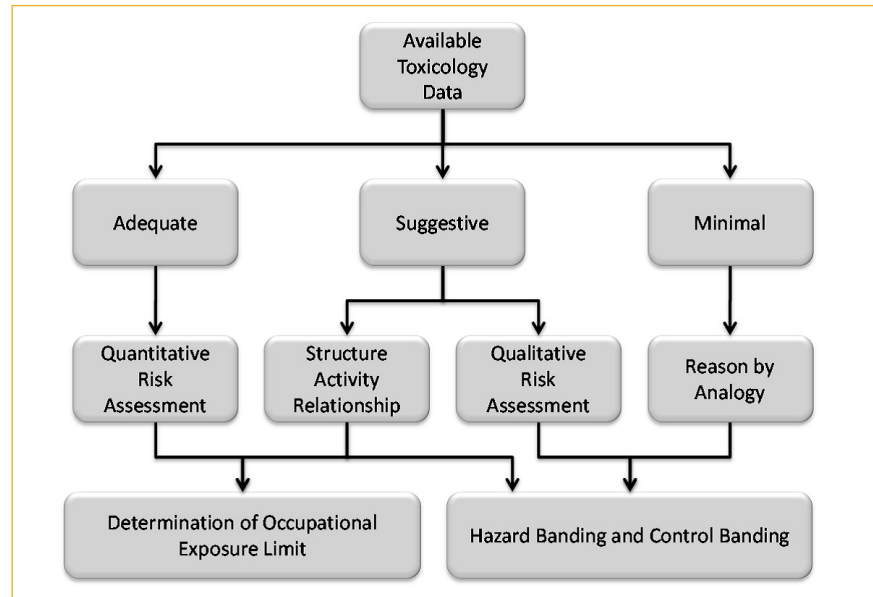 Available
Toxicology
Data
Adequate
Suggestive
Minimal
Quantitative
Risk
Assessment
Structure
Activity
Relationship
Qualitative
Risk
Assessment
Reason by
Analogy
Determination of Occupational
Exposure Limit
Hazard Banding and Control Banding